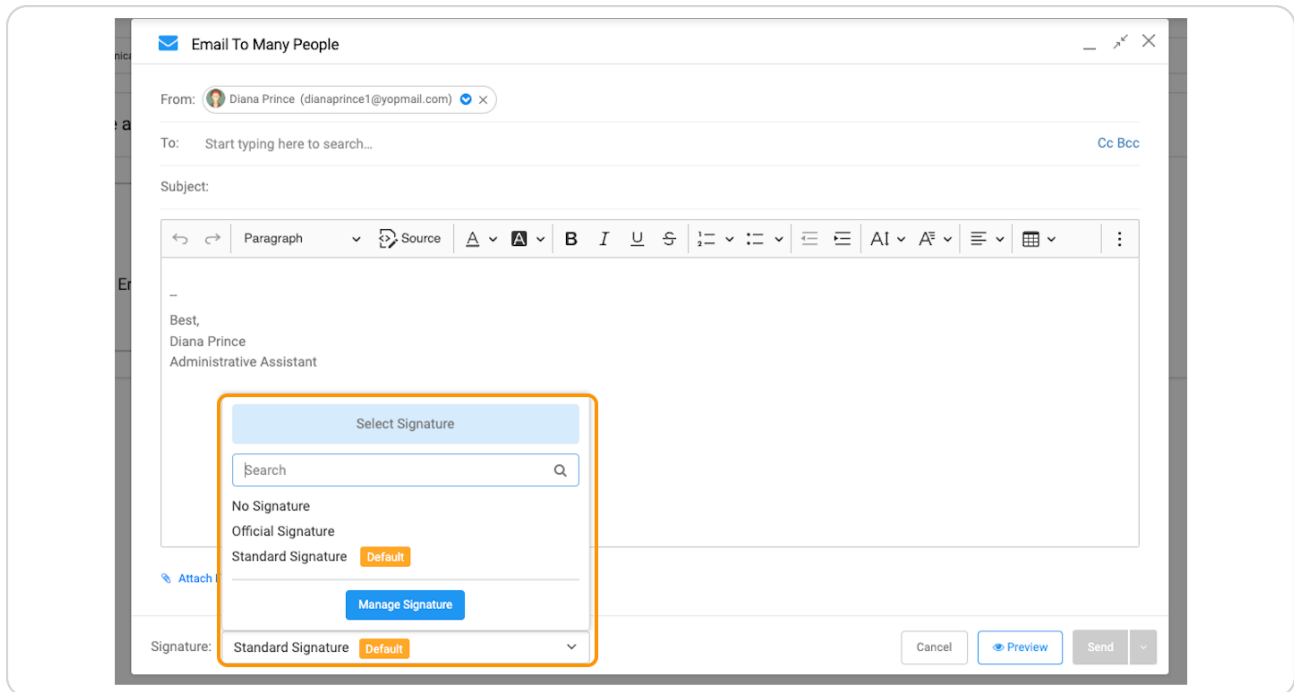 Email To Many People
From: Diana Prince (dianaprince1@yopmail.com)
To: Start typing here to search... Cc Bcc
Subject:
Paragraph Source
--
Best,
Diana Prince
Administrative Assistant
Select Signature
Search
No Signature
Official Signature
Standard Signature Default
Attach
Manage Signature
Signature: Standard Signature Default Cancel Preview Send